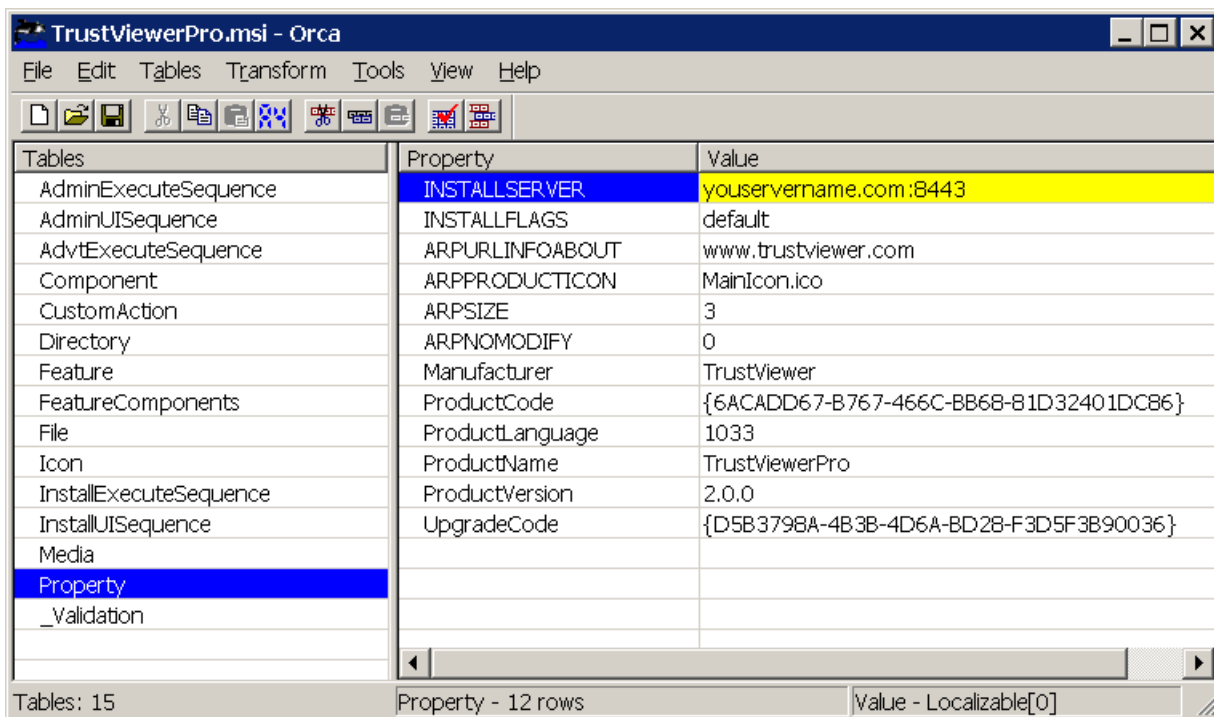 TrustViewerPro.msi - Orca
File Edit Tables Transform Tools View Help
Tables Property Value
AdminExecuteSequence INSTALLSERVER youservername.com:8443
AdminUISequence INSTALLFLAGS default
AdvtExecuteSequence ARPURLINFOABOUT www.trustviewer.com
Component ARPPRODUCTICON MainIcon.ico
CustomAction ARPSIZE 3
Directory ARPNOMODIFY 0
Feature Manufacturer TrustViewer
FeatureComponents ProductCode {6ACADD67-B767-466C-BB68-81D32401DC86}
File ProductLanguage 1033
Icon ProductName TrustViewerPro
InstallExecuteSequence ProductVersion 2.0.0
InstallUISequence UpgradeCode {D5B3798A-4B3B-4D6A-BD28-F3D5F3B90036}
Media
Property
_Validation
Tables: 15 Property - 12 rows Value - Localizable[0]